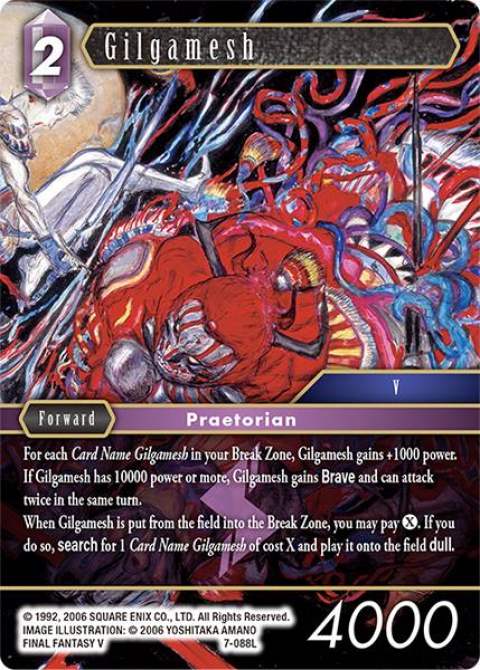 2
Gilgamesh
V
Forward
Praetorian
For each Card Name Gilgamesh in your Break Zone, Gilgamesh gains +1000 power.
If Gilgamesh has 10000 power or more, Gilgamesh gains Brave and can attack
twice in the same turn.
When Gilgamesh is put from the field into the Break Zone, you may pay X. If you
do so, search for 1 Card Name Gilgamesh of cost X and play it onto the field dull.
© 1992, 2006 SQUARE ENIX CO., LTD. All Rights Reserved.
IMAGE ILLUSTRATION: © 2006 YOSHITAKA AMANO
FINAL FANTASY V 7-088L
4000